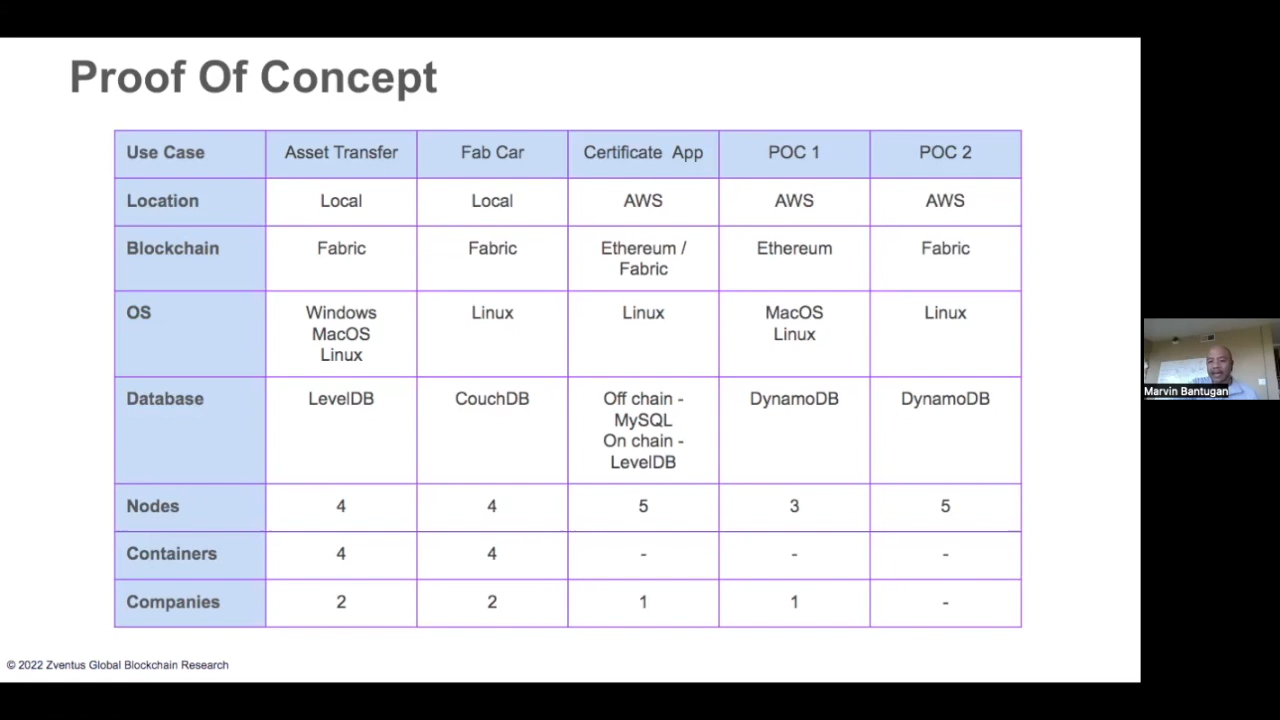 Proof Of Concept
Use Case Asset Transfer Fab Car Certificate App POC 1 POC 2
Location Local Local AWS AWS AWS
Blockchain Fabric Fabric Ethereum / Ethereum Fabric
Fabric
OS Windows Linux Linux MacOS Linux
MacOS Linux
Linux
Database LevelDB CouchDB Off chain - DynamoDB DynamoDB
MySQL
On chain -
LevelDB
Nodes 4 4 5 3 5
Containers 4 4 - - -
Companies 2 2 1 1 -
© 2022 Zventus Global Blockchain Research
Marvin Bantugan